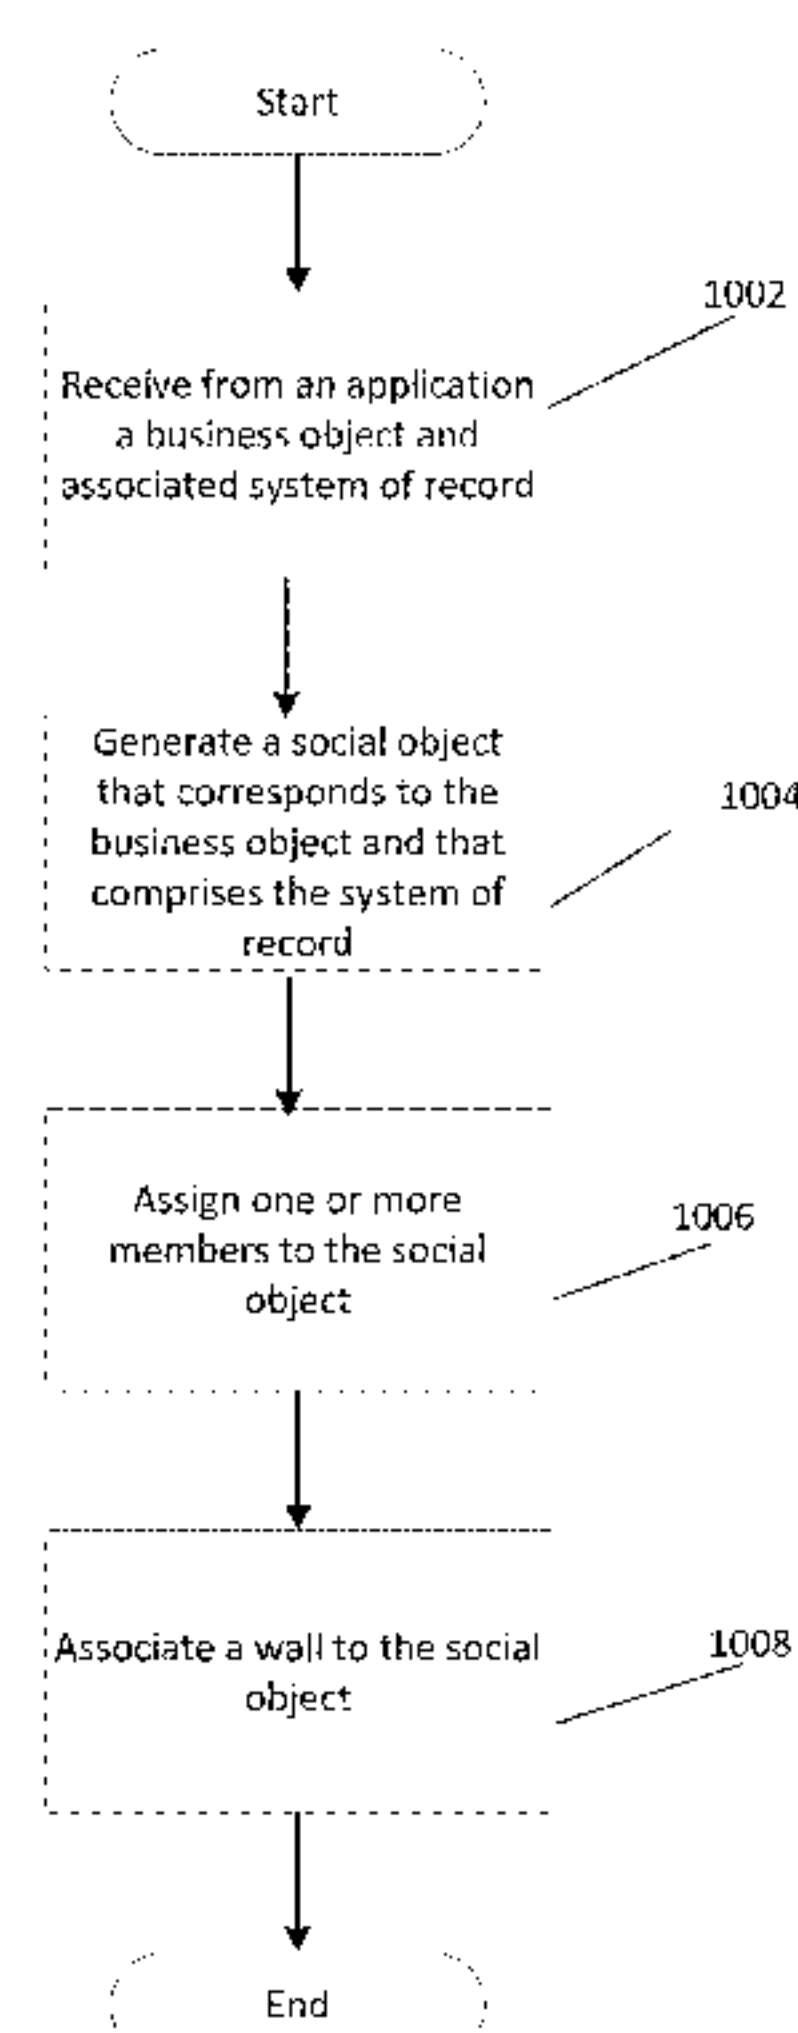 Start
1002
Receive from an application
a business object and
associated system of record
Generate a social object
that corresponds to the
1004
business object and that
comprises the system of
record
Assign one or more
1006
members to the social
object
Associate a wall to the social
1008
object
End